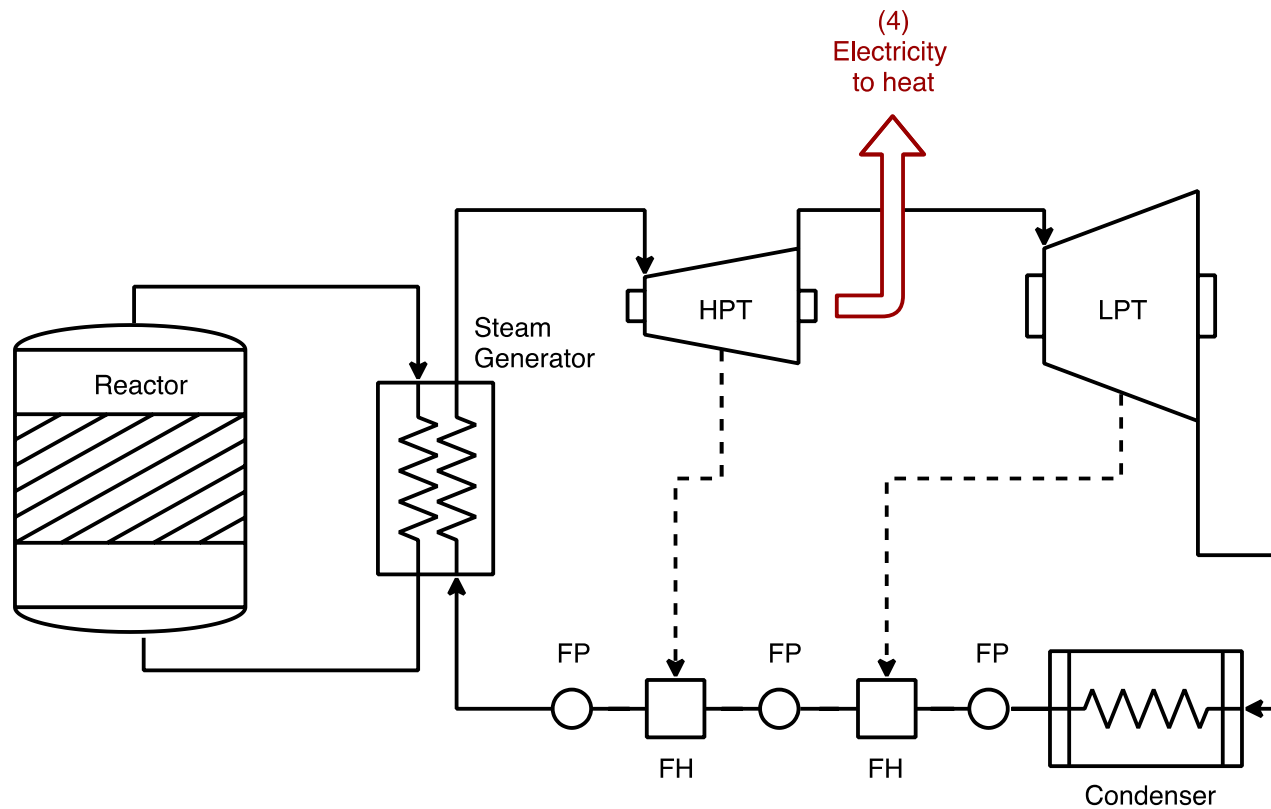 (4)
Electricity
to heat
HPT
LPT
Steam
Generator
Reactor
FP
FP
FP
FH
FH
Condenser